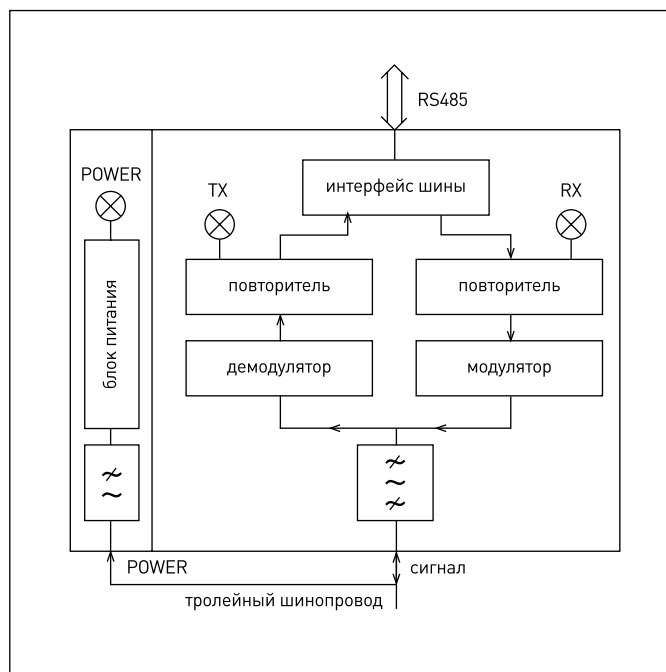 RS485
POWER
TX
интерфейс шины
RX
блок питания
повторитель
повторитель
демодулятор
модулятор
POWER
сигнал
тролейный шинопровод